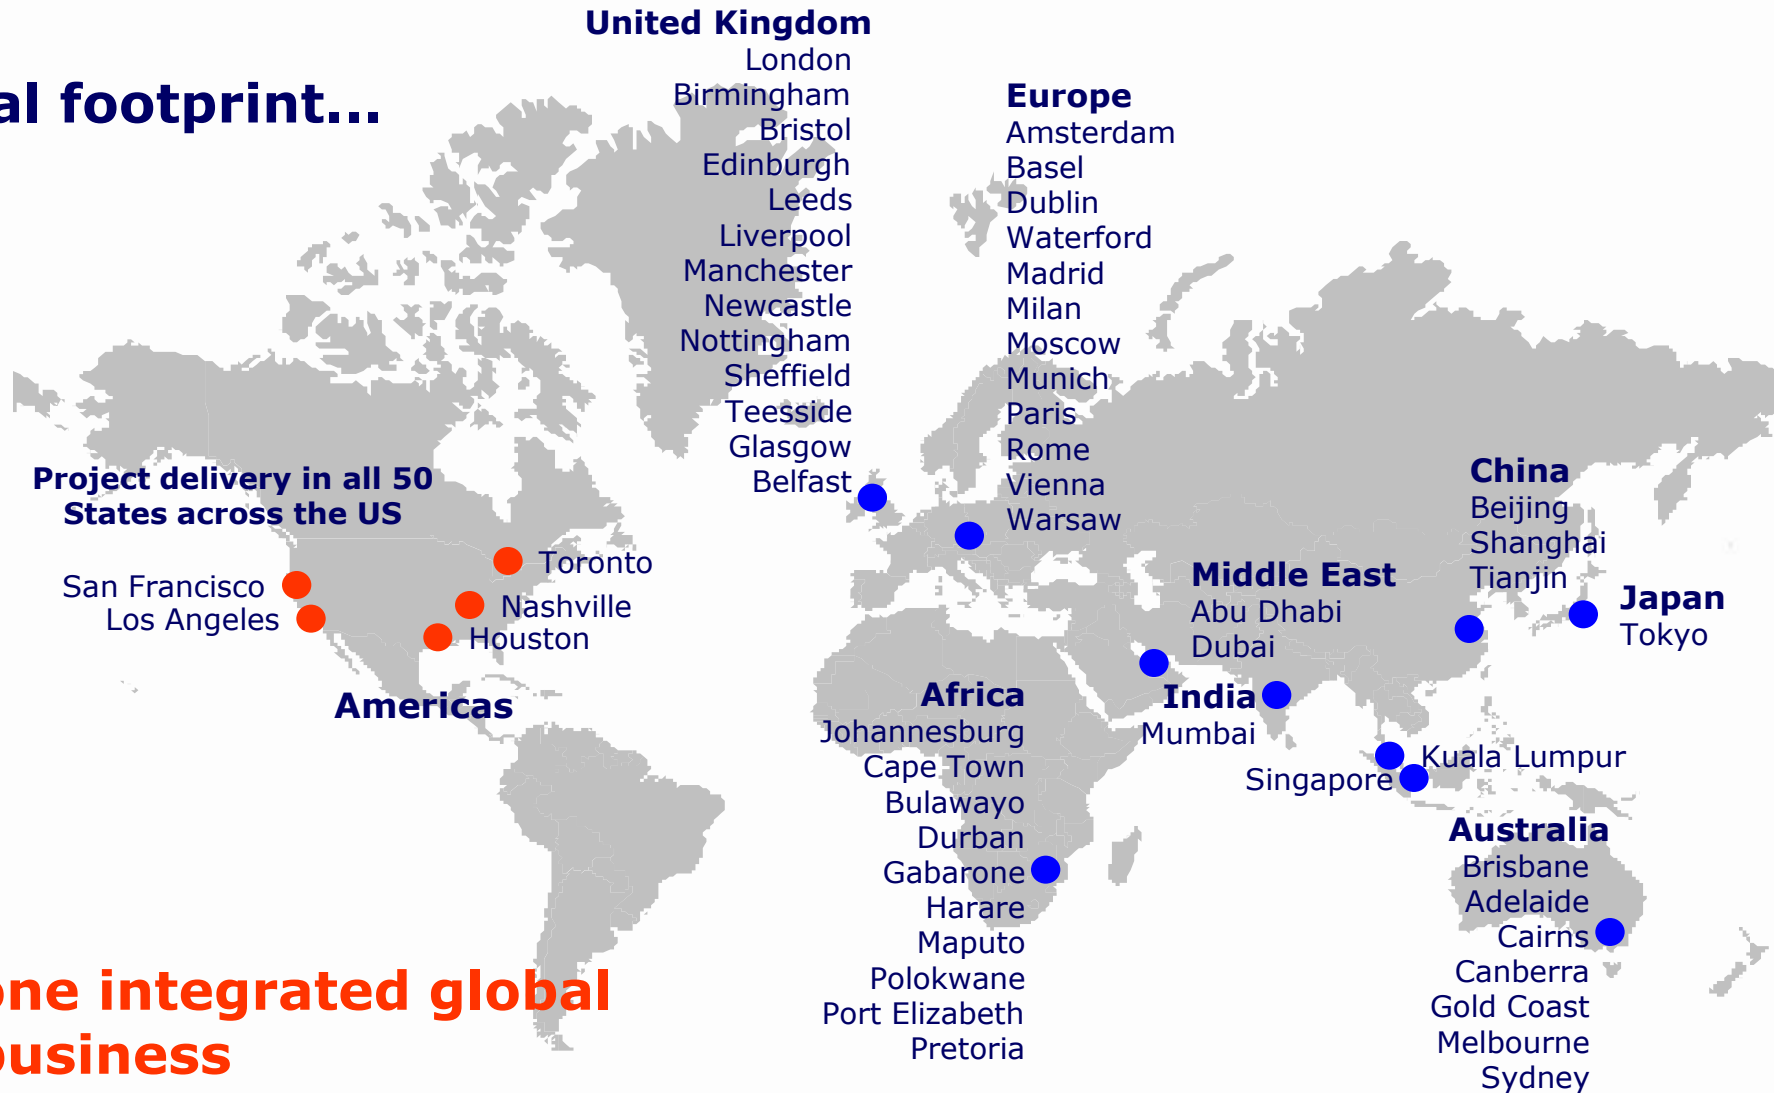 al footprint...
United Kingdom
London
Birmingham
Bristol
Edinburgh
Leeds
Liverpool
Manchester
Newcastle
Nottingham
Sheffield
Teesside
Glasgow
Belfast
Europe
Amsterdam
Basel
Dublin
Waterford
Madrid
Milan
Moscow
Munich
Paris
Rome
Vienna
Warsaw
Project delivery in all 50
States across the US
San Francisco
Los Angeles
Toronto
Nashville
Houston
Americas
Africa
Johannesburg
Cape Town
Bulawayo
Durban
Gabarone
Harare
Maputo
Polokwane
Port Elizabeth
Pretoria
Middle East
Abu Dhabi
Dubai
India
Mumbai
China
Beijing
Shanghai
Tianjin
Japan
Tokyo
Kuala Lumpur
Singapore
Australia
Brisbane
Adelaide
Cairns
Canberra
Gold Coast
Melbourne
Sydney
one integrated global
business